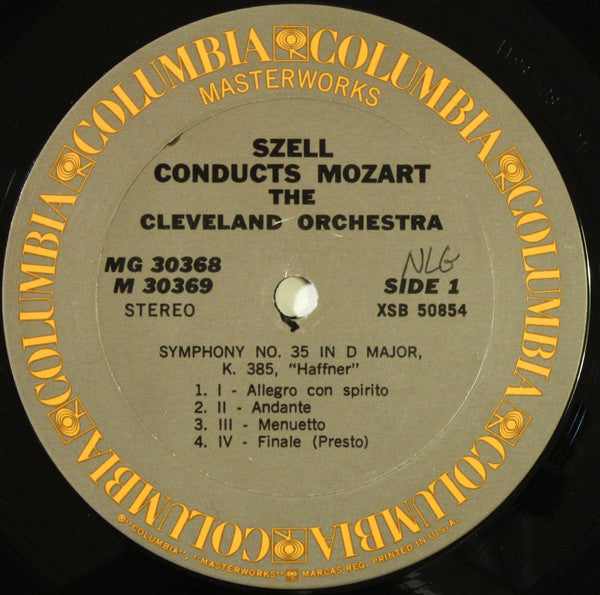 COLUMBIA COLUMBIA COLUMBIA COLUMBIA COLUMBIA COLUMBIA
MASTERWORKS
SZELL
CONDUCTS MOZART
THE
CLEVELAND ORCHESTRA
MG 30368
M 30369
STEREO
NLG
SIDE 1
XSB 50854
SYMPHONY NO. 35 IN D MAJOR,
K. 385, "Haffner"
1. I - Allegro con spirito
2. II - Andante
3. III - Menuetto
4. IV - Finale (Presto)
® "COLUMBIA", "MASTERWORKS" MARCAS REG. PRINTED IN U.S.A.